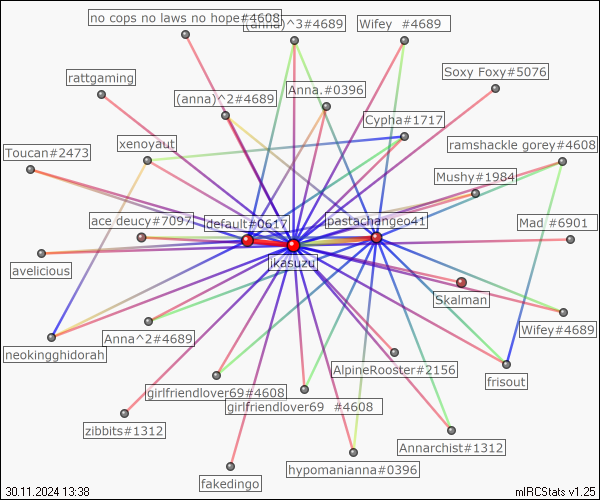 no cops no laws no hope#4608
(anna)^3#4689
Wifey #4689
rattgaming
Soxy Foxy#5076
(anna)^2#4689
Anna.#0396
Cypha#1717
xenoyaut
ramshackle gorey#4608
Toucan#2473
Mushy#1984
ace deucy#7097
default#0617
pastachangeo41
Mad #6901
ikasuzu
avelicious
Skalman
Wifey#4689
Anna^2#4689
neokingghidorah
AlpineRooster#2156
frisout
girlfriendlover69#4608
girlfriendlover69 #4608
zibbits#1312
Annarchist#1312
hypomanianna#0396
fakedingo
30.11.2024 13:38
mIRCStats v1.25